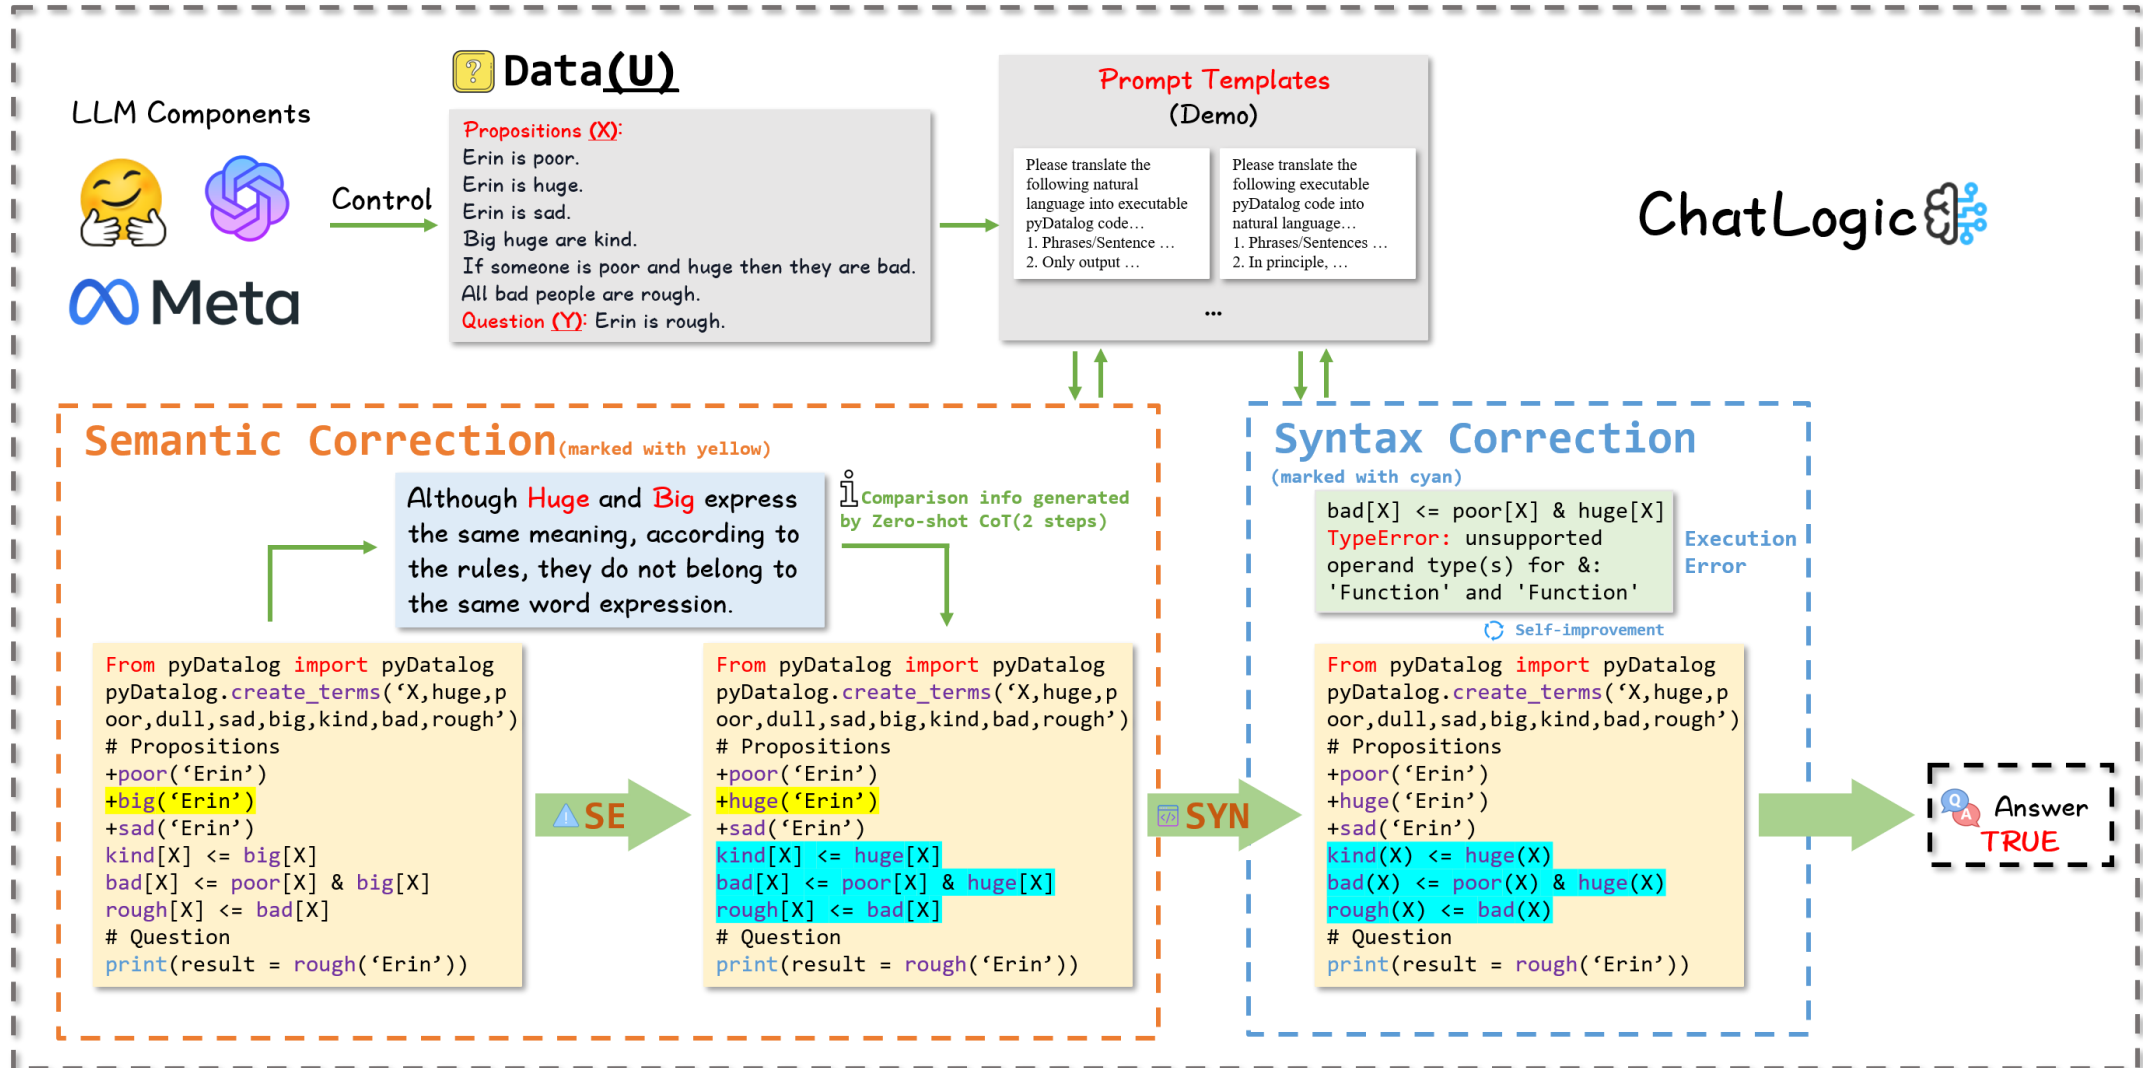 LLM Components
Meta
Control
Data(U)
Propositions (X):
Erin is poor.
Erin is huge.
Erin is sad.
Big huge are kind.
If someone is poor and huge then they are bad.
All bad people are rough.
Question (Y): Erin is rough.
Prompt Templates
(Demo)
Please translate the
following natural
language into executable
pyDatalog code…
1. Phrases/Sentence …
2. Only output …
Please translate the
following executable
pyDatalog code into
natural language…
1. Phrases/Sentences …
2. In principle, …
...
ChatLogic
Semantic Correction(marked with yellow)
Although Huge and Big express
the same meaning, according to
the rules, they do not belong to
the same word expression.
Comparison info generated
by Zero-shot CoT(2 steps)
From pyDatalog import pyDatalog
pyDatalog.create_terms(‘X,huge,p
oor,dull,sad,big,kind,bad,rough’)
# Propositions
+poor(‘Erin’)
+big(‘Erin’)
+sad(‘Erin’)
kind[X] <= big[X]
bad[X] <= poor[X] & big[X]
rough[X] <= bad[X]
# Question
print(result = rough(‘Erin’))
SE
From pyDatalog import pyDatalog
pyDatalog.create_terms(‘X,huge,p
oor,dull,sad,big,kind,bad,rough’)
# Propositions
+poor(‘Erin’)
+huge(‘Erin’)
+sad(‘Erin’)
kind[X] <= huge[X]
bad[X] <= poor[X] & huge[X]
rough[X] <= bad[X]
# Question
print(result = rough(‘Erin’))
SYN
Syntax Correction
(marked with cyan)
bad[X] <= poor[X] & huge[X]
TypeError: unsupported
operand type(s) for &:
'Function' and 'Function'
Execution
Error
Self-improvement
From pyDatalog import pyDatalog
pyDatalog.create_terms(‘X,huge,p
oor,dull,sad,big,kind,bad,rough’)
# Propositions
+poor(‘Erin’)
+huge(‘Erin’)
+sad(‘Erin’)
kind(X) <= huge(X)
bad(X) <= poor(X) & huge(X)
rough(X) <= bad(X)
# Question
print(result = rough(‘Erin’))
Q
A
Answer
TRUE